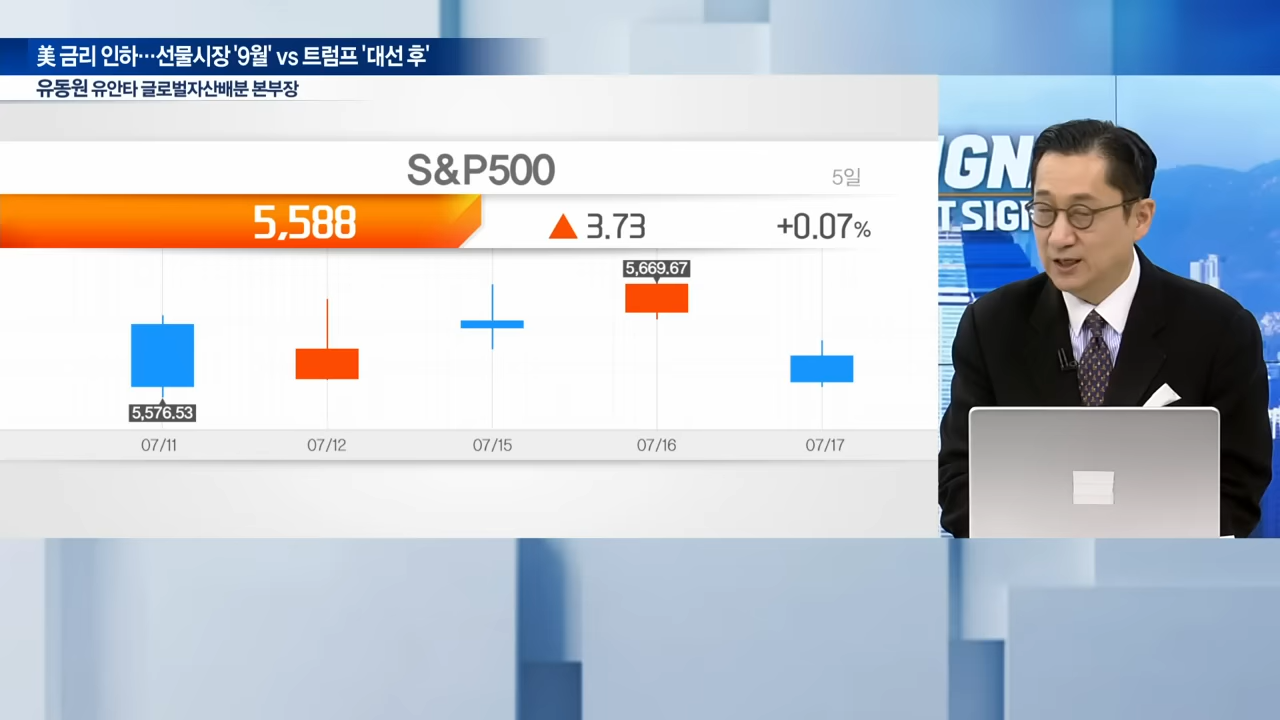 美 금리 인하…선물시장 '9월' vs 트럼프 '대선 후'
유동원 유안타 글로벌자산배분 본부장
S&P500
5일
5,588 ▲ 3.73 +0.07%
5,669.67
5,576.53
07/11 07/12 07/15 07/16 07/17
IGN
T SIG